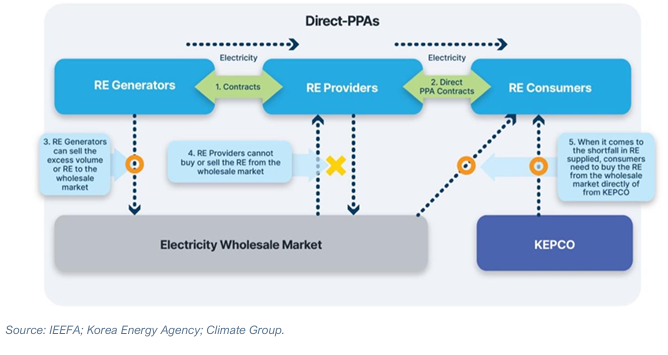 Direct-PPAs
Electricity
Electricity
RE Generators
1. Contracts
RE Providers
2. Direct
PPA Contracts
RE Consumers
3. RE Generators
can sell the
excess volume
or RE to the
wholesale
market
4. RE Providers cannot
buy or sell the RE from the
wholesale market
5. When it comes to
the shortfall in RE
supplied, consumers
need to buy the RE
from the wholesale
market directly of
from KEPCO
Electricity Wholesale Market
KEPCO
Source: IEEFA; Korea Energy Agency; Climate Group.